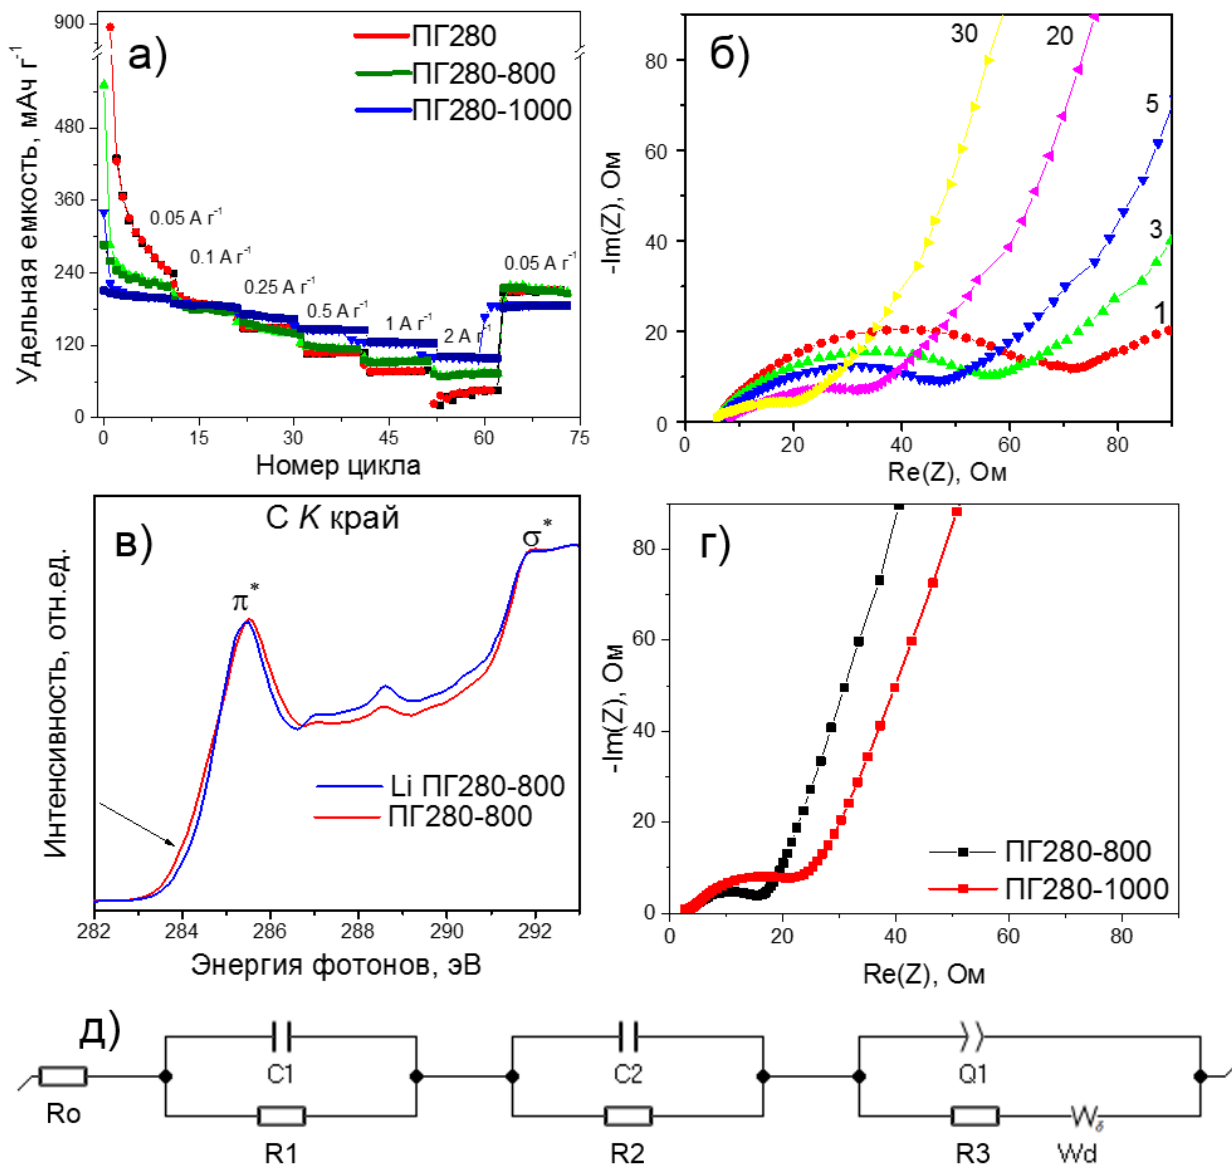 а)
ПГ280
ПГ280-800
ПГ280-1000
Удельная емкость, мАч г⁻¹
900
480
360
240
120
0
0.05 А г⁻¹
0.1 А г⁻¹
0.25 А г⁻¹
0.5 А г⁻¹
1 А г⁻¹
2 А г⁻¹
0.05 А г⁻¹
0 15 30 45 60 75
Номер цикла
б)
30 20 5 3 1
-Im(Z), Ом
80
60
40
20
0
0 20 40 60 80
Re(Z), Ом
в)
C K край
π*
σ*
Li ПГ280-800
ПГ280-800
Интенсивность, отн.ед.
282 284 286 288 290 292
Энергия фотонов, эВ
г)
ПГ280-800
ПГ280-1000
-Im(Z), Ом
80
60
40
20
0
0 20 40 60 80
Re(Z), Ом
д)
Ro
C1
R1
C2
R2
Q1
R3
Wδ
Wd